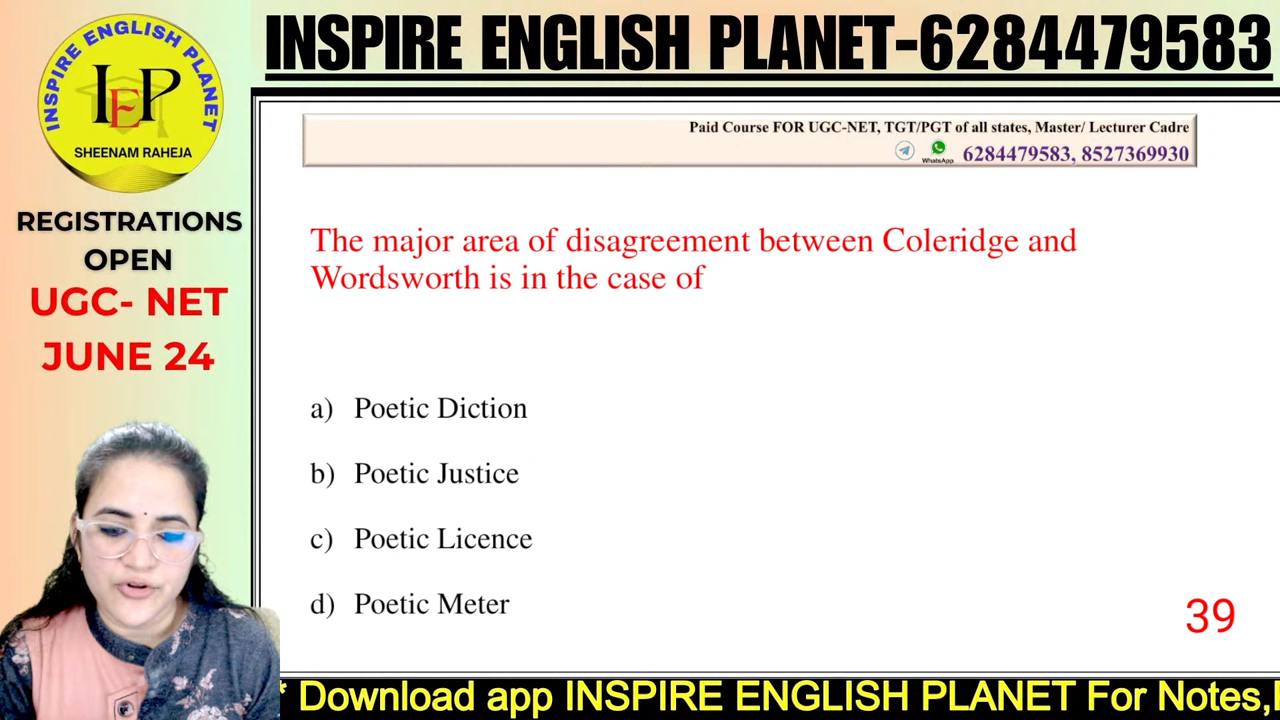 INSPIRE ENGLISH PLANET
IEP
SHEENAM RAHEJA
REGISTRATIONS
OPEN
UGC- NET
JUNE 24
INSPIRE ENGLISH PLANET-6284479583
Paid Course FOR UGC-NET, TGT/PGT of all states, Master/ Lecturer Cadre
WhatsApp 6284479583, 8527369930
The major area of disagreement between Coleridge and
Wordsworth is in the case of
a) Poetic Diction
b) Poetic Justice
c) Poetic Licence
d) Poetic Meter
39
* Download app INSPIRE ENGLISH PLANET For Notes,